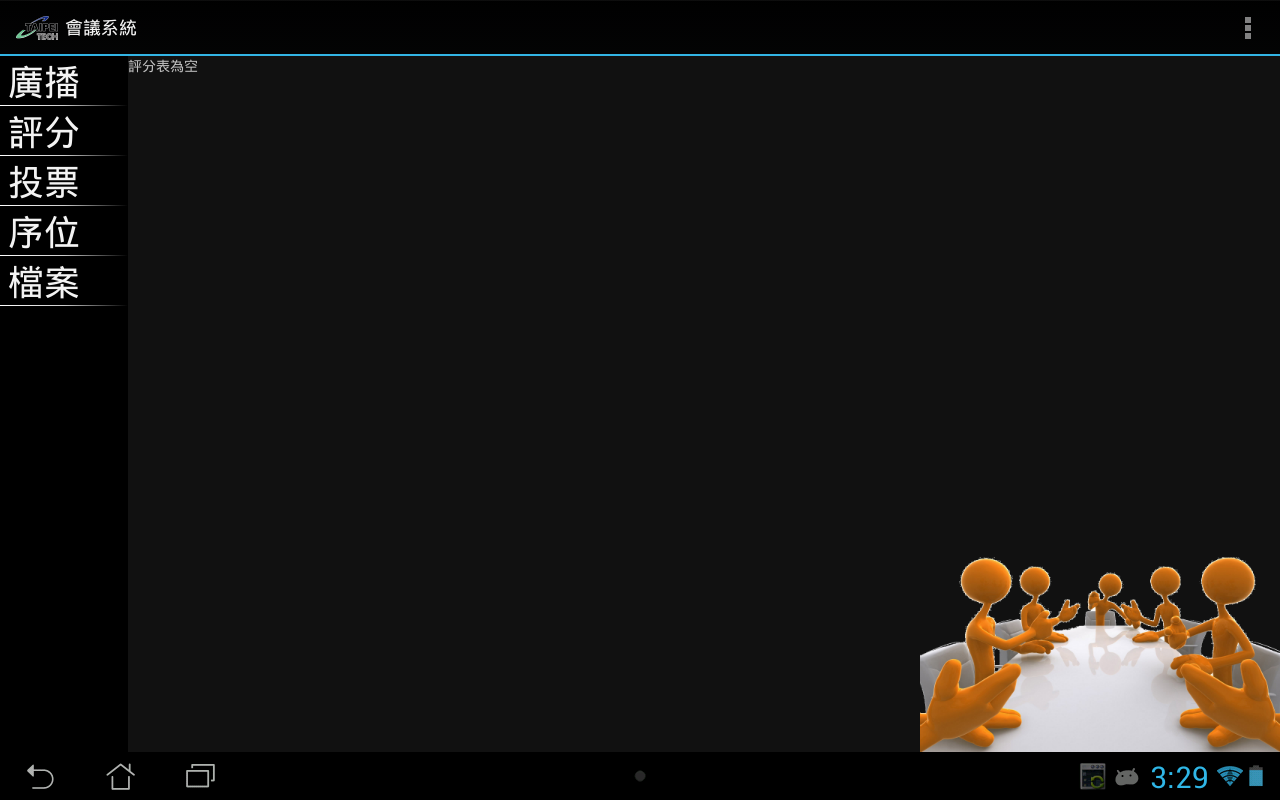 TAIPEI
TECH
會議系統
評分表為空
廣播
評分
投票
序位
檔案
3:29